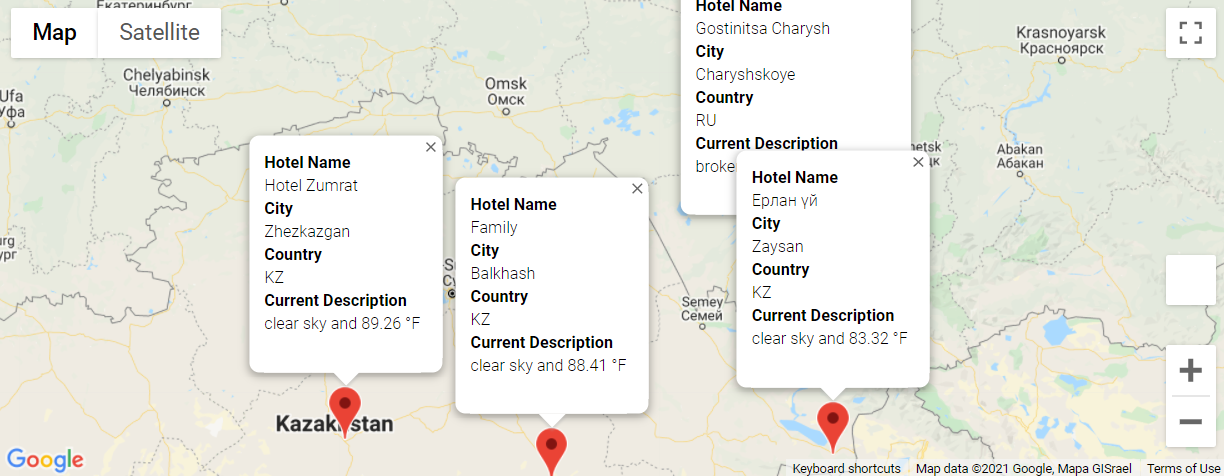 Map
Satellite
Екатеринбург
Chelyabinsk
Челябинск
Ufa
Уфа
Omsk
Омск
Krasnoyarsk
Красноярск
Abakan
Абакан
Semey
Семей
Kazakhstan
Hotel Name
Hotel Zumrat
City
Zhezkazgan
Country
KZ
Current Description
clear sky and 89.26 °F
Hotel Name
Family
City
Balkhash
Country
KZ
Current Description
clear sky and 88.41 °F
Hotel Name
Gostinitsa Charysh
City
Charyshskoye
Country
RU
Current Description
broke
Hotel Name
Ерлан үй
City
Zaysan
Country
KZ
Current Description
clear sky and 83.32 °F
Google
Keyboard shortcuts
Map data ©2021 Google, Mapa GISrael
Terms of Use